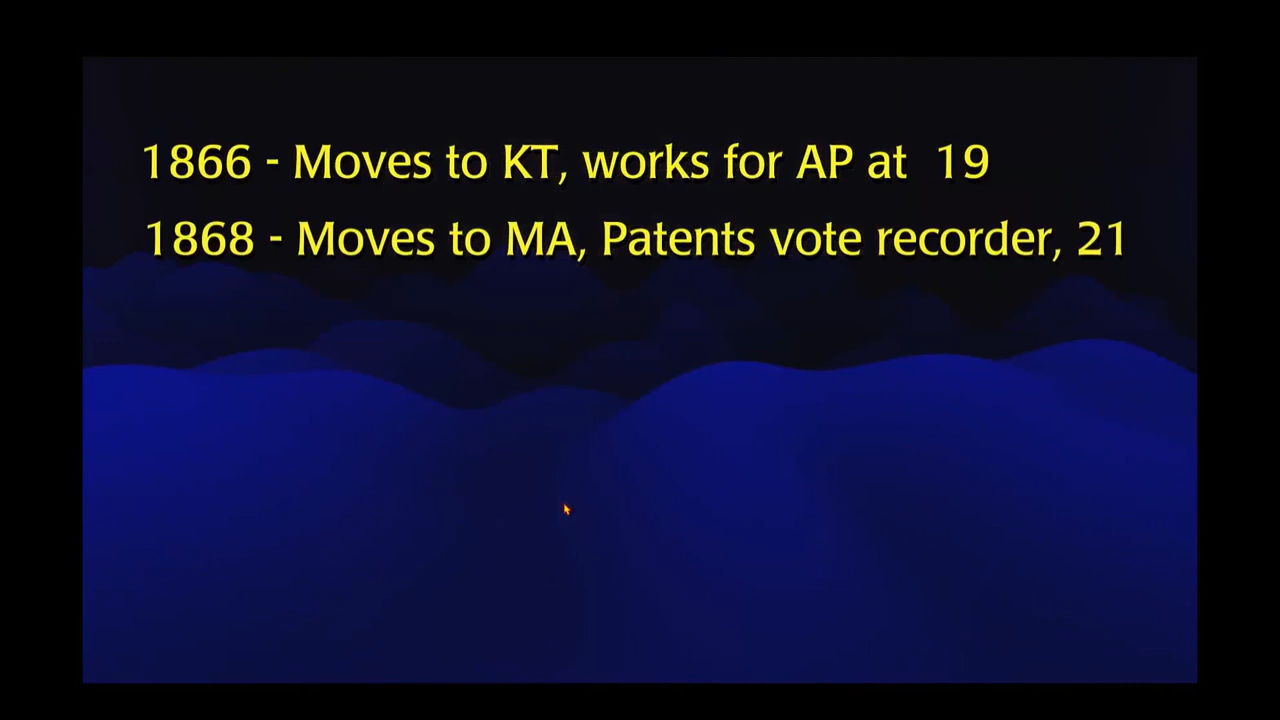 1866 - Moves to KT, works for AP at 19
1868 - Moves to MA, Patents vote recorder, 21